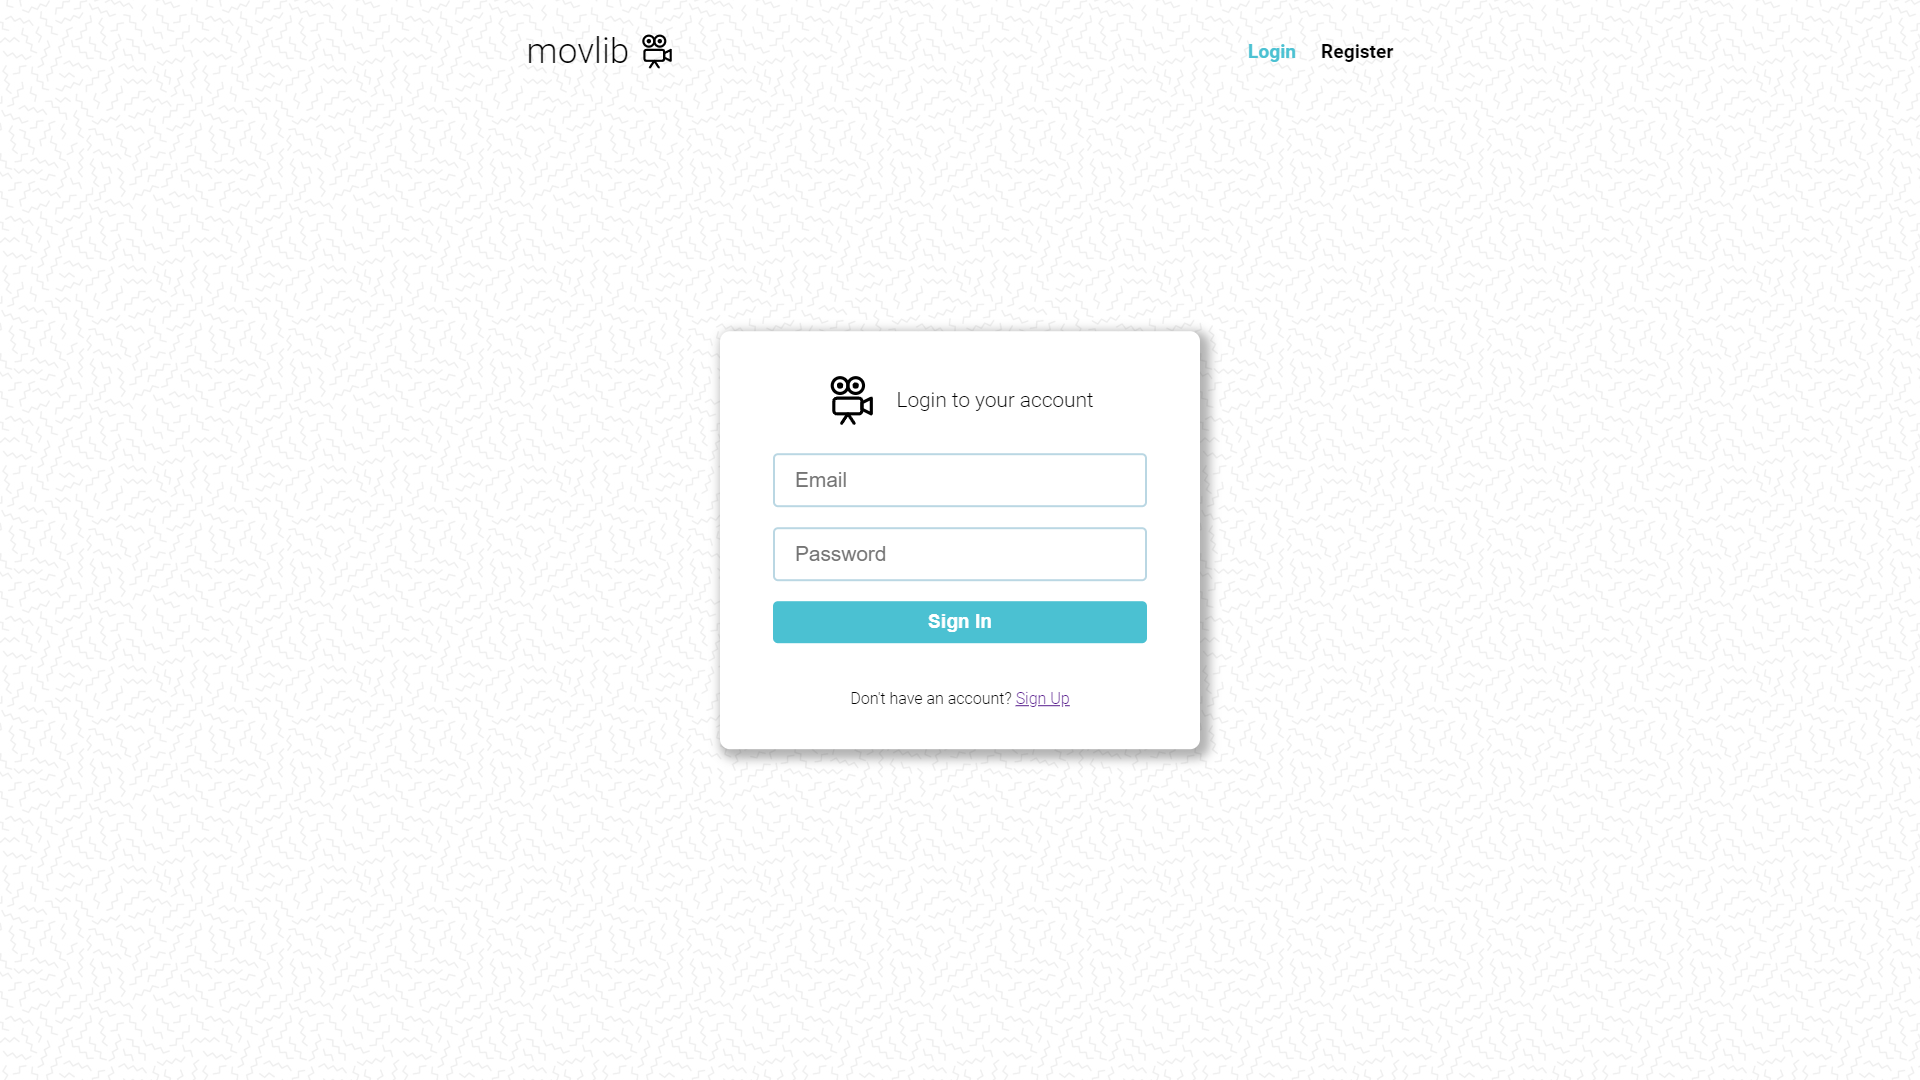 movlib
Login Register
Login to your account
Email
Password
Sign In
Don't have an account? Sign Up